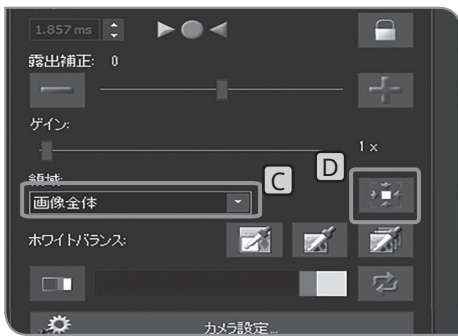 1.857 ms
露出補正: 0
ゲイン:
1 x
領域:
C
D
画像全体
ホワイトバランス:
カメラ設定...